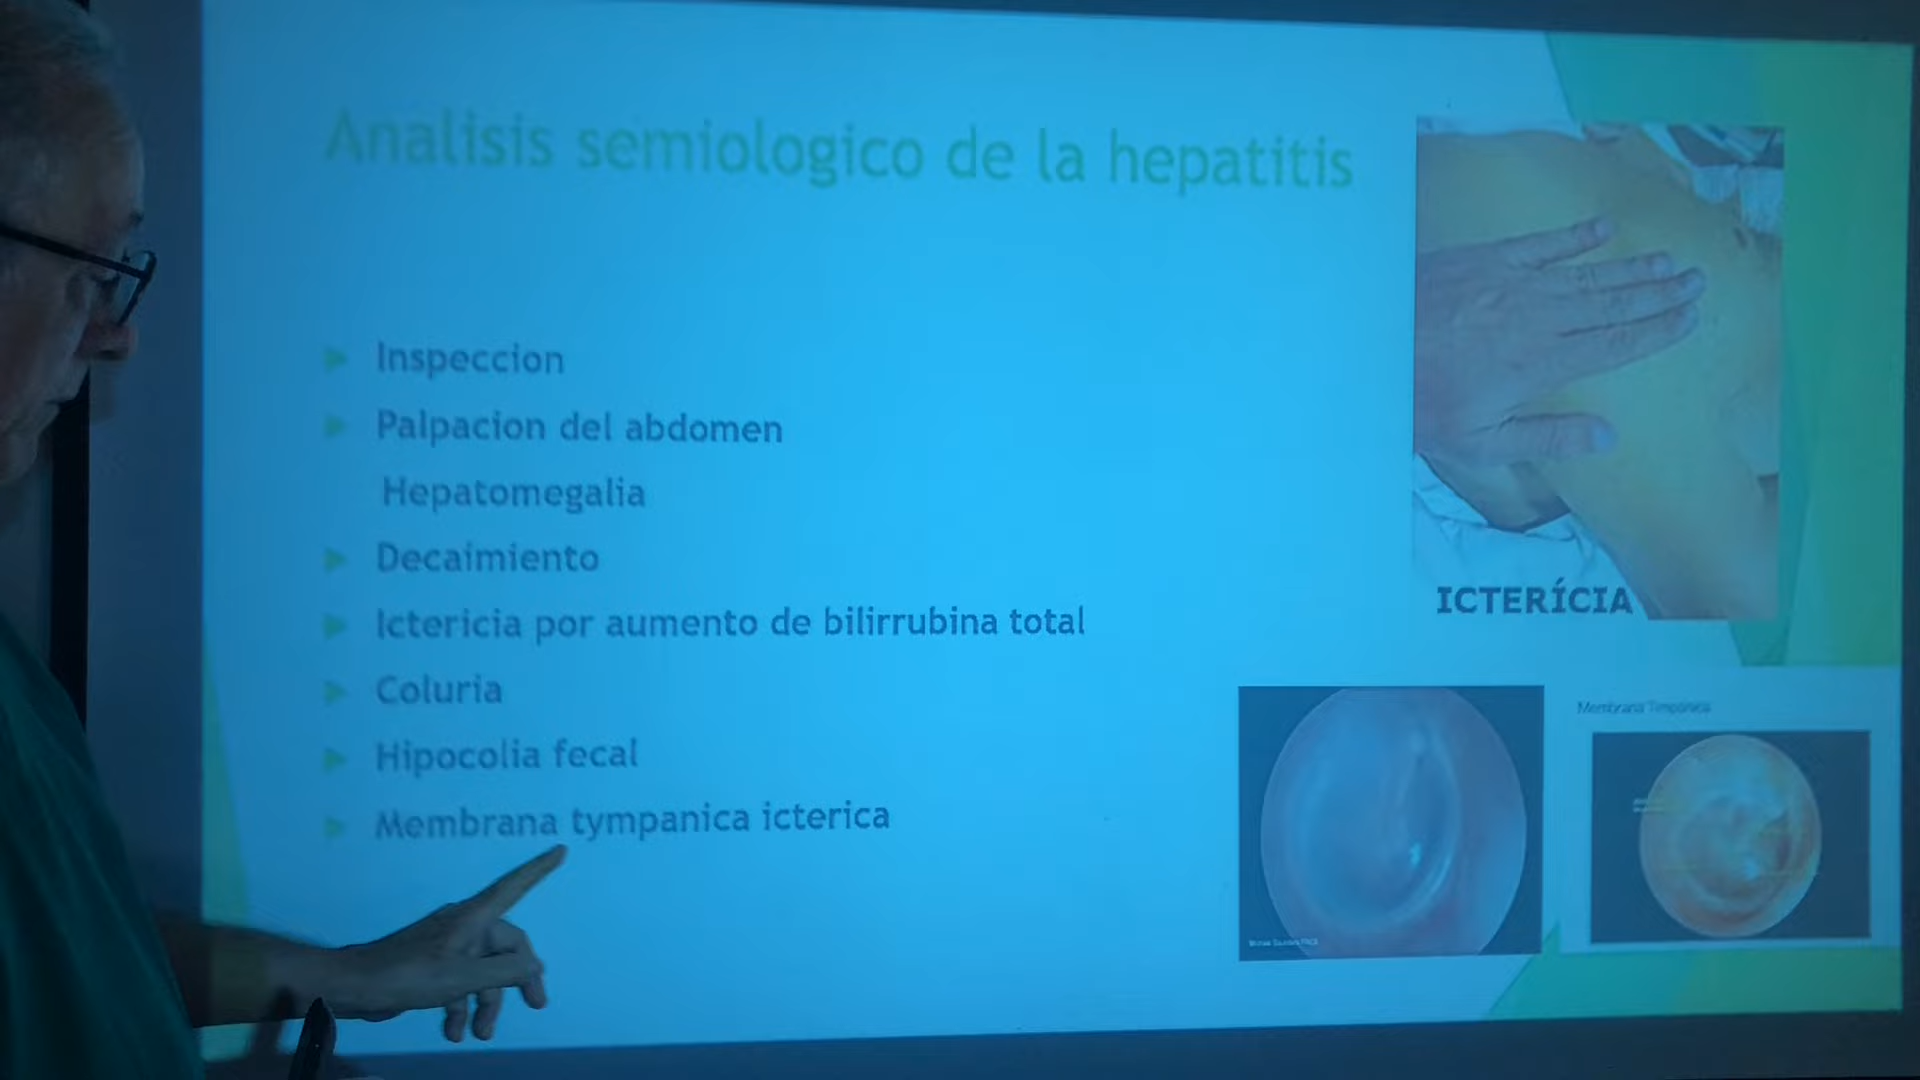 Analisis semiologico de la hepatitis
Inspeccion
Palpacion del abdomen
Hepatomegalia
Decaimiento
Ictericia por aumento de bilirrubina total
Coluria
Hipocolia fecal
Membrana tympanica icterica
ICTERÍCIA
Membrana Timpánica